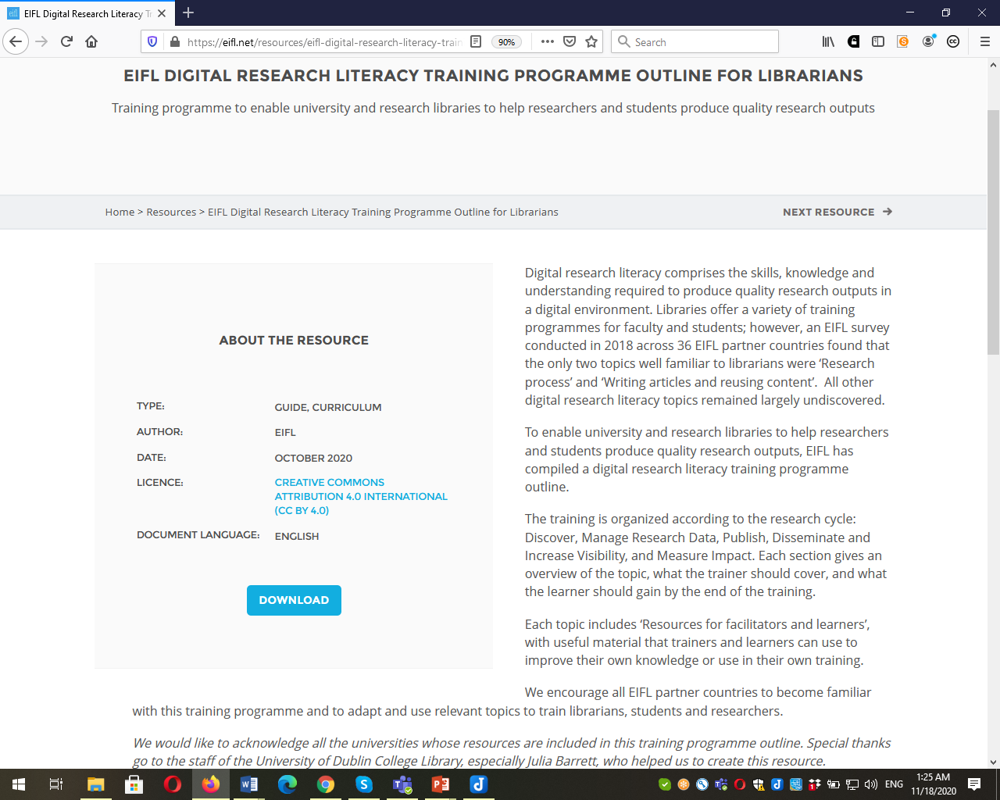 EIFL Digital Research Literacy Tr
https://eifl.net/resources/eifl-digital-research-literacy-train
90%
Search
EIFL DIGITAL RESEARCH LITERACY TRAINING PROGRAMME OUTLINE FOR LIBRARIANS
Training programme to enable university and research libraries to help researchers and students produce quality research outputs
Home > Resources > EIFL Digital Research Literacy Training Programme Outline for Librarians
NEXT RESOURCE →
ABOUT THE RESOURCE
TYPE: GUIDE, CURRICULUM
AUTHOR: EIFL
DATE: OCTOBER 2020
LICENCE: CREATIVE COMMONS
ATTRIBUTION 4.0 INTERNATIONAL
(CC BY 4.0)
DOCUMENT LANGUAGE: ENGLISH
DOWNLOAD
Digital research literacy comprises the skills, knowledge and
understanding required to produce quality research outputs in
a digital environment. Libraries offer a variety of training
programmes for faculty and students; however, an EIFL survey
conducted in 2018 across 36 EIFL partner countries found that
the only two topics well familiar to librarians were ‘Research
process’ and ‘Writing articles and reusing content’.  All other
digital research literacy topics remained largely undiscovered.
To enable university and research libraries to help researchers
and students produce quality research outputs, EIFL has
compiled a digital research literacy training programme
outline.
The training is organized according to the research cycle:
Discover, Manage Research Data, Publish, Disseminate and
Increase Visibility, and Measure Impact. Each section gives an
overview of the topic, what the trainer should cover, and what
the learner should gain by the end of the training.
Each topic includes ‘Resources for facilitators and learners’,
with useful material that trainers and learners can use to
improve their own knowledge or use in their own training.
We encourage all EIFL partner countries to become familiar
with this training programme and to adapt and use relevant topics to train librarians, students and researchers.
We would like to acknowledge all the universities whose resources are included in this training programme outline. Special thanks
go to the staff of the University of Dublin College Library, especially Julia Barrett, who helped us to create this resource.
ENG
1:25 AM
11/18/2020